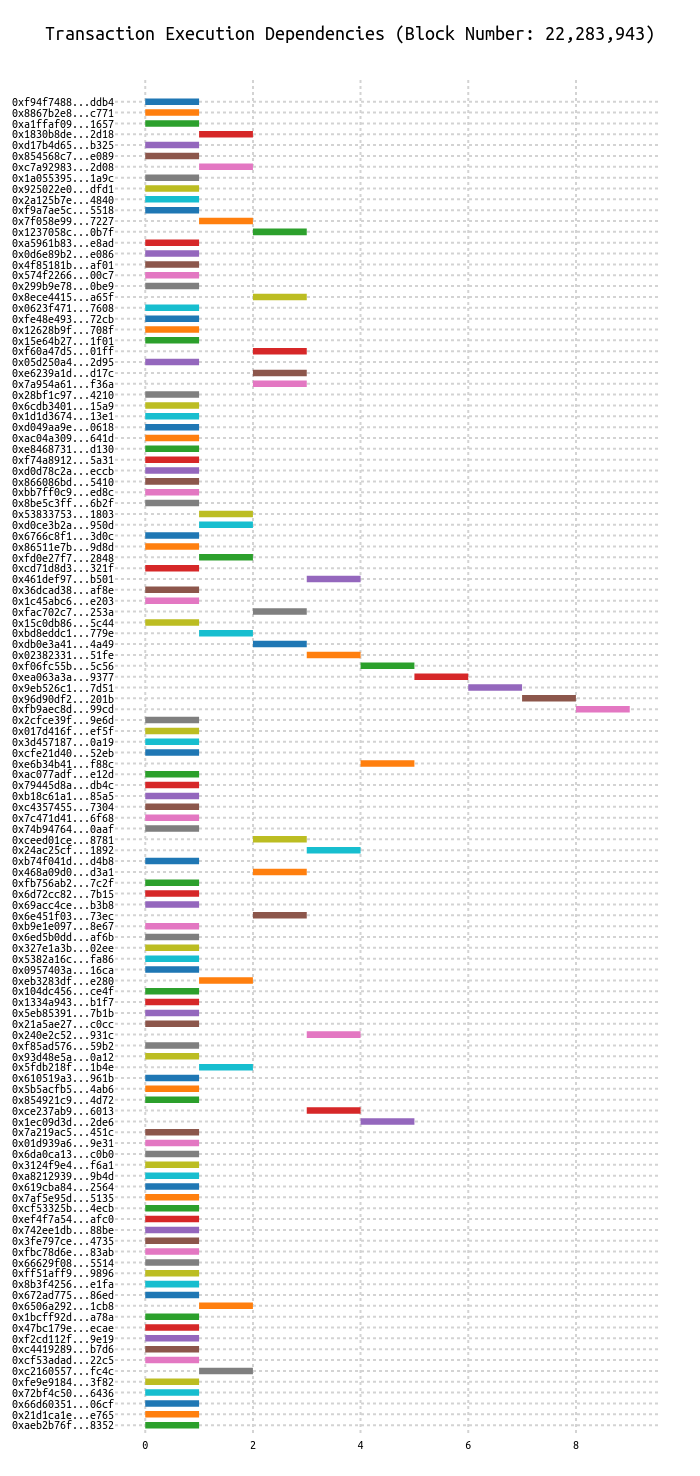 Transaction Execution Dependencies (Block Number: 22,283,943)
0xf94f7488...ddb4
0x8867b2e8...c771
0xa1ffaf09...1657
0x1830b8de...2d18
0xd17b4d65...b325
0x854568c7...e089
0xc7a92983...2d08
0x1a055395...1a9c
0x925022e0...dfd1
0x2a125b7e...4840
0xf9a7ae5c...5518
0x7f058e99...7227
0x1237058c...0b7f
0xa5961b83...e8ad
0x0d6e89b2...e086
0x4f85181b...af01
0x574f2266...00c7
0x299b9e78...0be9
0x8ece4415...a65f
0x0623f471...7608
0xfe48e493...72cb
0x12628b9f...708f
0x15e64b27...1f01
0xf60a47d5...01ff
0x05d250a4...2d95
0xe6239a1d...d17c
0x7a954a61...f36a
0x28bf1c97...4210
0x6cdb3401...15a9
0x1d1d3674...13e1
0xd049aa9e...0618
0xac04a309...641d
0xe8468731...d130
0xf74a8912...5a31
0xd0d78c2a...eccb
0x866086bd...5410
0xbb7ff0c9...ed8c
0x8be5c3ff...6b2f
0x53833753...1803
0xd0ce3b2a...950d
0x6766c8f1...3d0c
0x86511e7b...9d8d
0xfd0e27f7...2848
0xcd71d8d3...321f
0x461def97...b501
0x36dcad38...af8e
0x1c45abc6...e203
0xfac702c7...253a
0x15c0db86...5c44
0xbd8eddc1...779e
0xdb0e3a41...4a49
0x02382331...51fe
0xf06fc55b...5c56
0xea063a3a...9377
0x9eb526c1...7d51
0x96d90df2...201b
0xfb9aec8d...99cd
0x2cfce39f...9e6d
0x017d416f...ef5f
0x3d457187...0a19
0xcfe21d40...52eb
0xe6b34b41...f88c
0xac077adf...e12d
0x79445d8a...db4c
0xb18c61a1...85a5
0xc4357455...7304
0x7c471d41...6f68
0x74b94764...0aaf
0xceed01ce...8781
0x24ac25cf...1892
0xb74f041d...d4b8
0x468a09d0...d3a1
0xfb756ab2...7c2f
0x6d72cc82...7b15
0x69acc4ce...b3b8
0x6e451f03...73ec
0xb9e1e097...8e67
0x6ed5b0dd...af6b
0x327e1a3b...02ee
0x5382a16c...fa86
0x0957403a...16ca
0xeb3283df...e280
0x104dc456...ce4f
0x1334a943...b1f7
0x5eb85391...7b1b
0x21a5ae27...c0cc
0x240e2c52...931c
0xf85ad576...59b2
0x93d48e5a...0a12
0x5fdb218f...1b4e
0x610519a3...961b
0x5b5acfb5...4ab6
0x854921c9...4d72
0xce237ab9...6013
0x1ec09d3d...2de6
0x7a219ac5...451c
0x01d939a6...9e31
0x6da0ca13...c0b0
0x3124f9e4...f6a1
0xa8212939...9b4d
0x619cba84...2564
0x7af5e95d...5135
0xcf53325b...4ecb
0xef4f7a54...afc0
0x742ee1db...88be
0x3fe797ce...4735
0xfbc78d6e...83ab
0x66629f08...5514
0xff51aff9...9896
0x8b3f4256...e1fa
0x672ad775...86ed
0x6506a292...1cb8
0x1bcff92d...a78a
0x47bc179e...ecae
0xf2cd112f...9e19
0xc4419289...b7d6
0xcf53adad...22c5
0xc2160557...fc4c
0xfe9e9184...3f82
0x72bf4c50...6436
0x66d60351...06cf
0x21d1ca1e...e765
0xaeb2b76f...8352
0 2 4 6 8